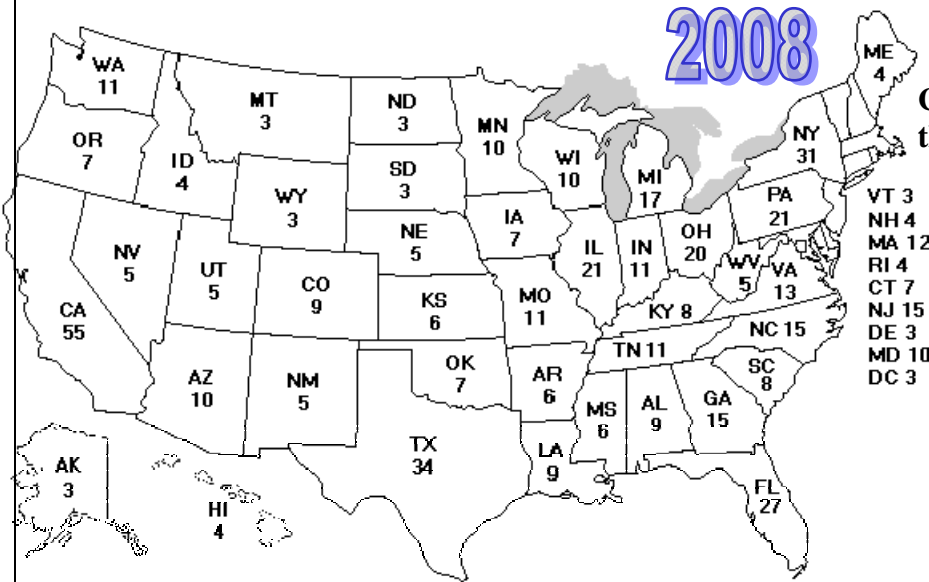 2008
WA
11
OR
7
ID
4
MT
3
ND
3
MN
10
WI
10
MI
17
NY
31
ME
4
SD
3
WY
3
NE
5
IA
7
NV
5
UT
5
CO
9
KS
6
MO
11
IL
21
IN
11
OH
20
PA
21
WV
5
VA
13
KY 8
CA
55
AZ
10
NM
5
OK
7
AR
6
TN 11
NC 15
SC
8
MS
6
AL
9
GA
15
TX
34
LA
9
FL
27
AK
3
HI
4
VT 3
NH 4
MA 12
RI 4
CT 7
NJ 15
DE 3
MD 10
DC 3